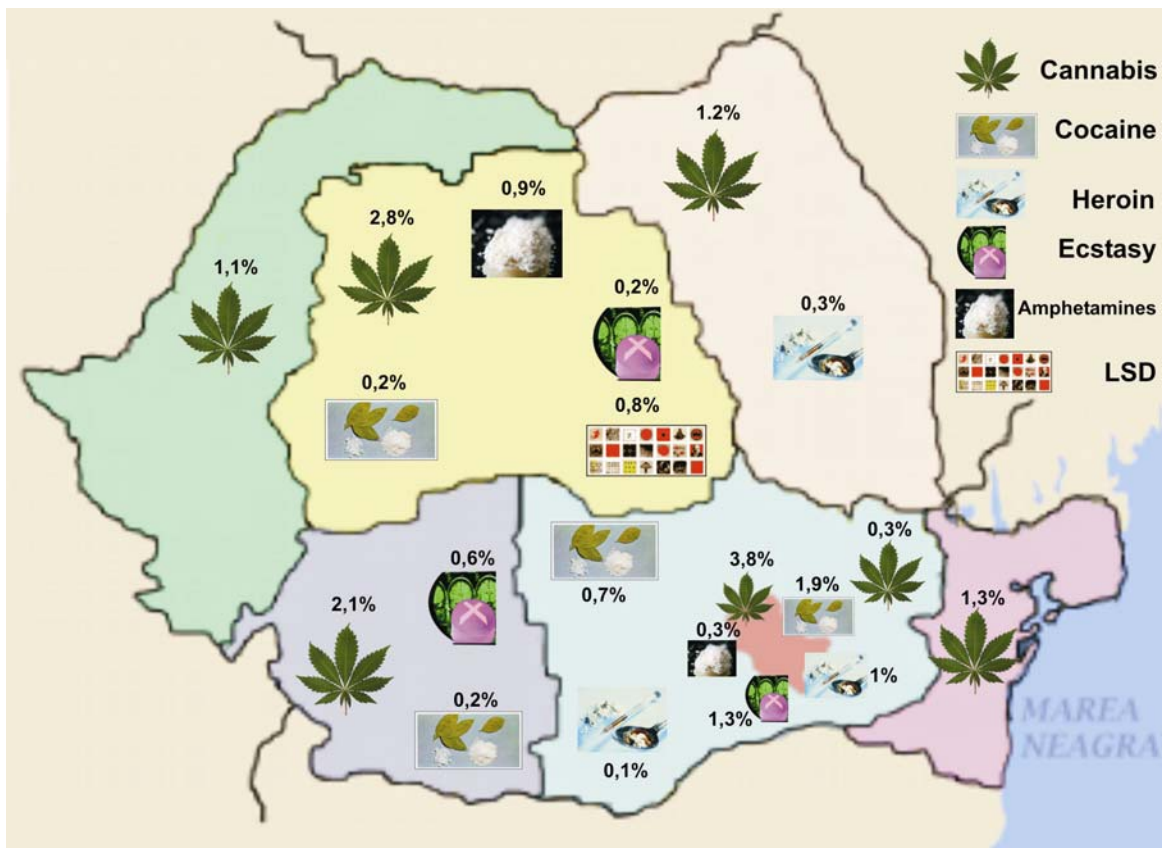 Cannabis
Cocaine
Heroin
Ecstasy
Amphetamines
LSD
1.2%
0,9%
2,8%
1,1%
0,2%
0,3%
0,2%
0,8%
0,3%
0,6%
3,8%
1,9%
0,7%
2,1%
1,3%
0,3%
1%
0,2%
1,3%
0,1%
MAREA
NEAGRA